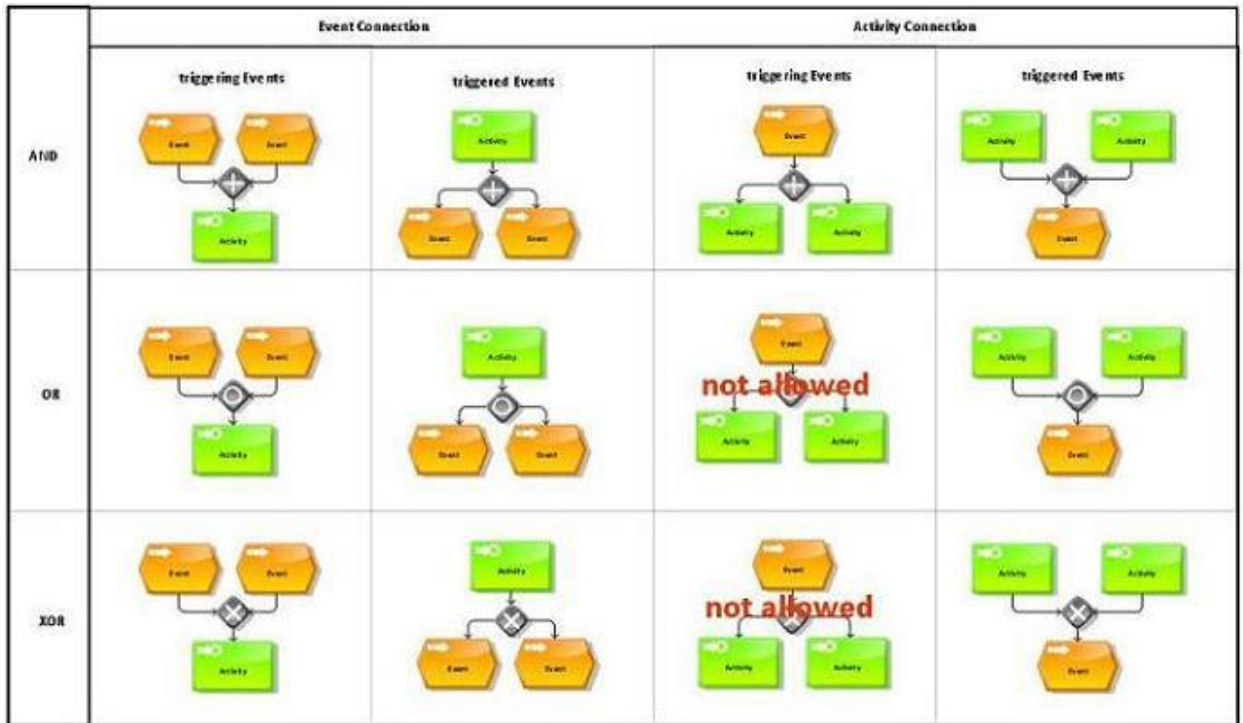 Event Connection
Activity Connection
triggering Events
triggered Events
triggering Events
triggered Events
AND
Event
Event
Activity
Activity
Event
Event
Event
Activity
Activity
Activity
Activity
Event
OR
Event
Event
Activity
Activity
Event
Event
Event
not allowed
Activity
Activity
Activity
Activity
Event
XOR
Event
Event
Activity
Activity
Event
Event
Event
not allowed
Activity
Activity
Activity
Activity
Event